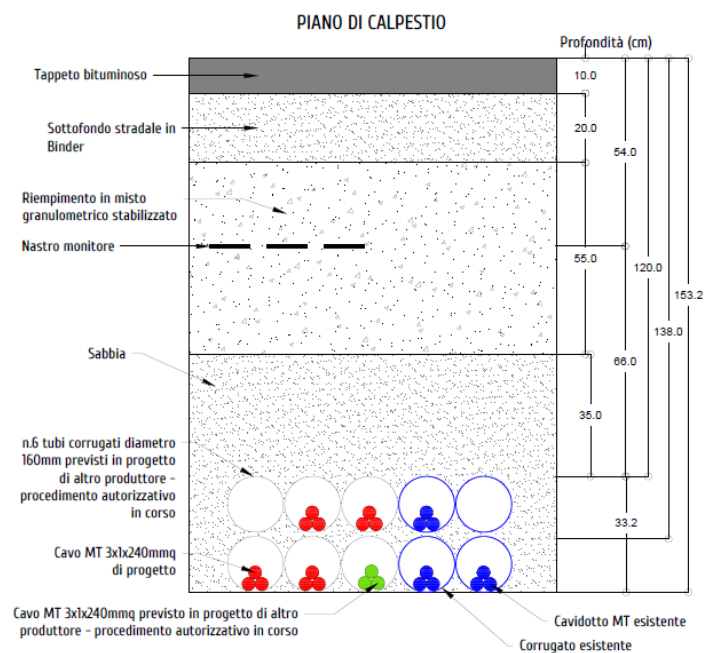 PIANO DI CALPESTIO
Profondità (cm)
Tappeto bituminoso
10.0
Sottofondo stradale in
Binder
20.0
54.0
Riempimento in misto
granulometrico stabilizzato
Nastro monitore
55.0
120.0
153.2
138.0
Sabbia
66.0
35.0
n.6 tubi corrugati diametro
160mm previsti in progetto
di altro produttore -
procedimento autorizzativo
in corso
33.2
Cavo MT 3x1x240mmq
di progetto
Cavo MT 3x1x240mmq previsto in progetto di altro
produttore - procedimento autorizzativo in corso
Cavidotto MT esistente
Corrugato esistente